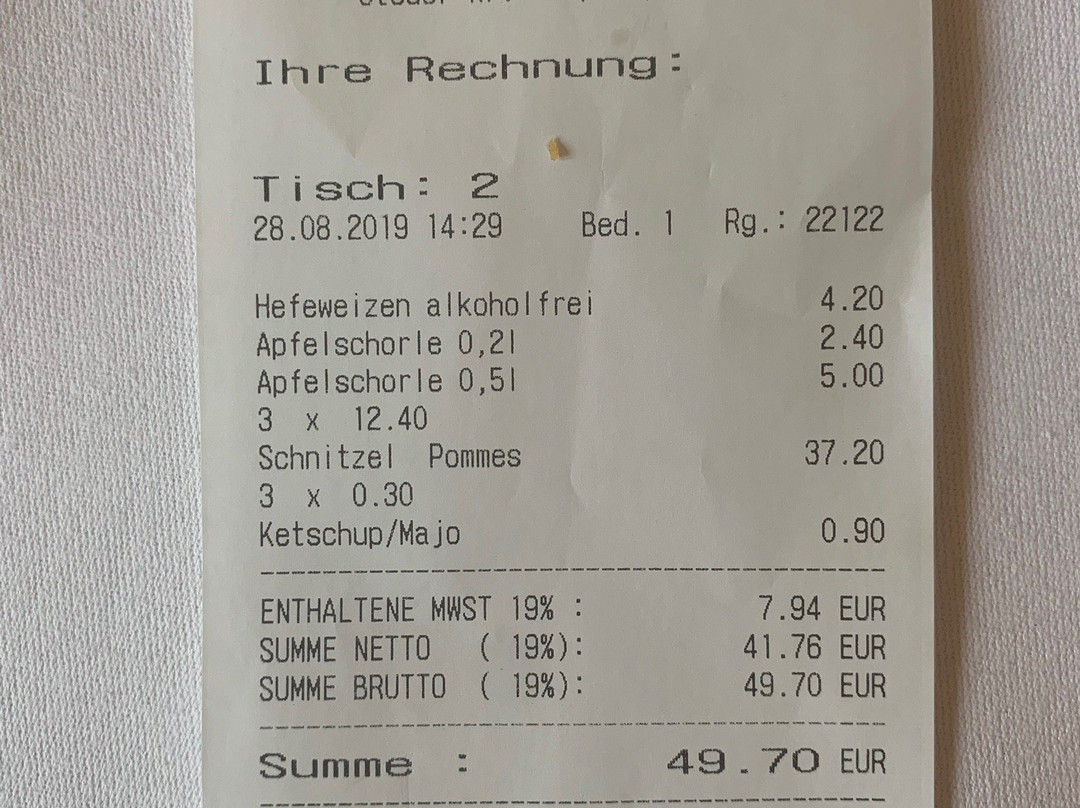 Ihre Rechnung:
Tisch: 2
28.08.2019 14:29 Bed. 1 Rg.: 22122
Hefeweizen alkoholfrei 4.20
Apfelschorle 0,2l 2.40
Apfelschorle 0,5l 5.00
3 x 12.40
Schnitzel Pommes 37.20
3 x 0.30
Ketschup/Majo 0.90
ENTHALTENE MWST 19% : 7.94 EUR
SUMME NETTO ( 19%): 41.76 EUR
SUMME BRUTTO ( 19%): 49.70 EUR
Summe : 49.70 EUR